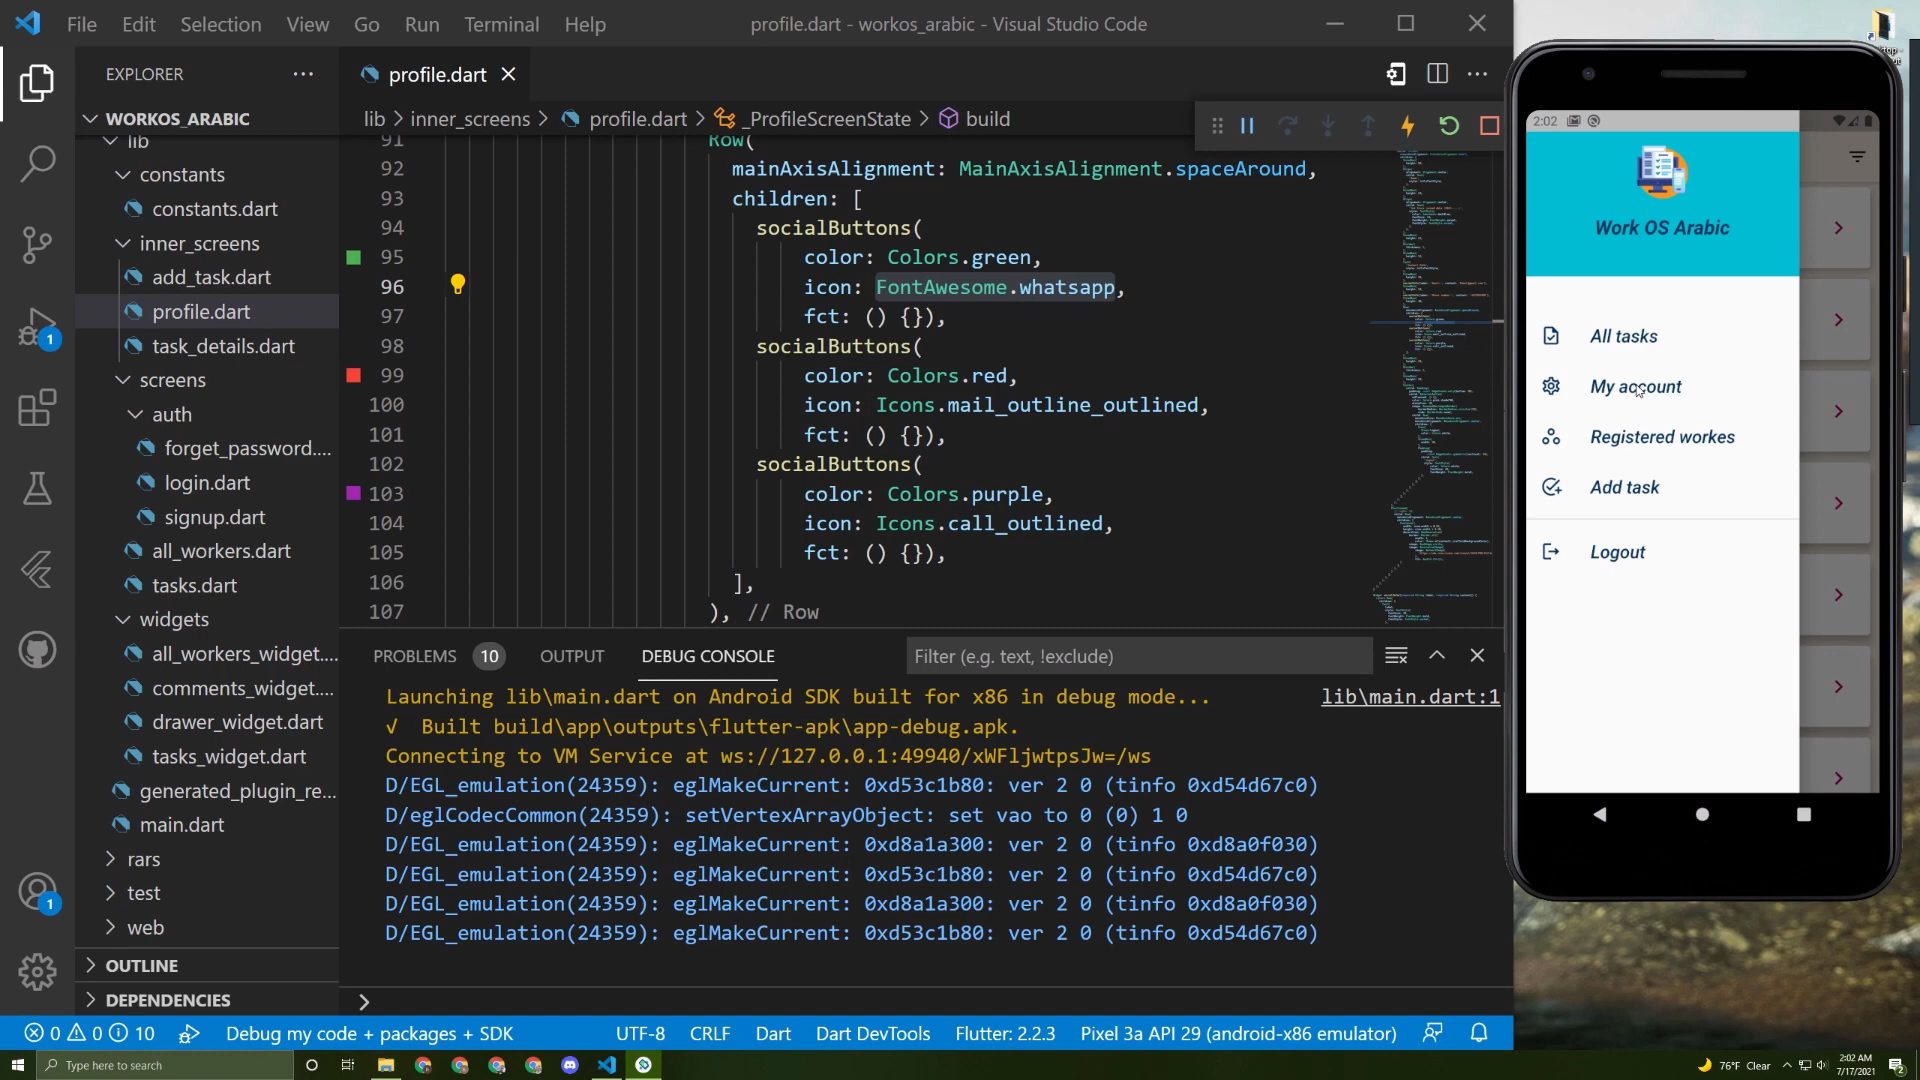 File Edit Selection View Go Run Terminal Help
profile.dart - workos_arabic - Visual Studio Code
EXPLORER
WORKOS_ARABIC
lib
constants
constants.dart
inner_screens
add_task.dart
profile.dart
task_details.dart
screens
auth
forget_password....
login.dart
signup.dart
all_workers.dart
tasks.dart
widgets
all_workers_widget....
comments_widget....
drawer_widget.dart
tasks_widget.dart
generated_plugin_re...
main.dart
rars
test
web
OUTLINE
DEPENDENCIES
1
1
profile.dart
lib > inner_screens > profile.dart > _ProfileScreenState > build
91 Row(
92 mainAxisAlignment: MainAxisAlignment.spaceAround,
93 children: [
94 socialButtons(
95 color: Colors.green,
96 icon: FontAwesome.whatsapp,
97 fct: () {}),
98 socialButtons(
99 color: Colors.red,
100 icon: Icons.mail_outline_outlined,
101 fct: () {}),
102 socialButtons(
103 color: Colors.purple,
104 icon: Icons.call_outlined,
105 fct: () {}),
106 ],
107 ), // Row
PROBLEMS 10 OUTPUT DEBUG CONSOLE Filter (e.g. text, !exclude)
Launching lib\main.dart on Android SDK built for x86 in debug mode... lib\main.dart:1
√ Built build\app\outputs\flutter-apk\app-debug.apk.
Connecting to VM Service at ws://127.0.0.1:49940/xWFljwtpsJw=/ws
D/EGL_emulation(24359): eglMakeCurrent: 0xd53c1b80: ver 2 0 (tinfo 0xd54d67c0)
D/eglCodecCommon(24359): setVertexArrayObject: set vao to 0 (0) 1 0
D/EGL_emulation(24359): eglMakeCurrent: 0xd8a1a300: ver 2 0 (tinfo 0xd8a0f030)
D/EGL_emulation(24359): eglMakeCurrent: 0xd53c1b80: ver 2 0 (tinfo 0xd54d67c0)
D/EGL_emulation(24359): eglMakeCurrent: 0xd8a1a300: ver 2 0 (tinfo 0xd8a0f030)
D/EGL_emulation(24359): eglMakeCurrent: 0xd53c1b80: ver 2 0 (tinfo 0xd54d67c0)
0 0 10 Debug my code + packages + SDK UTF-8 CRLF Dart Dart DevTools Flutter: 2.2.3 Pixel 3a API 29 (android-x86 emulator)
2:02
Work OS Arabic
All tasks
My account
Registered workes
Add task
Logout
Type here to search
76°F Clear
2:02 AM
7/17/2021
2